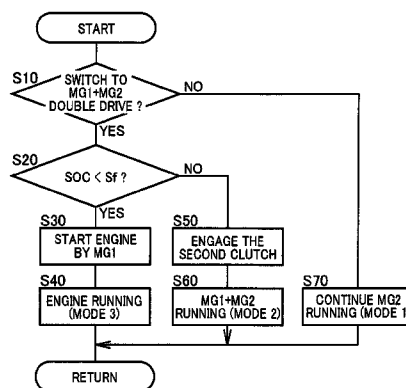 START
S10
SWITCH TO
MG1+MG2
DOUBLE DRIVE ?
NO
YES
S20
SOC < Sf ?
NO
YES
S30
START ENGINE
BY MG1
S50
ENGAGE THE
SECOND CLUTCH
S40
ENGINE RUNNING
(MODE 3)
S60
MG1+MG2
RUNNING (MODE 2)
S70
CONTINUE MG2
RUNNING (MODE 1)
RETURN